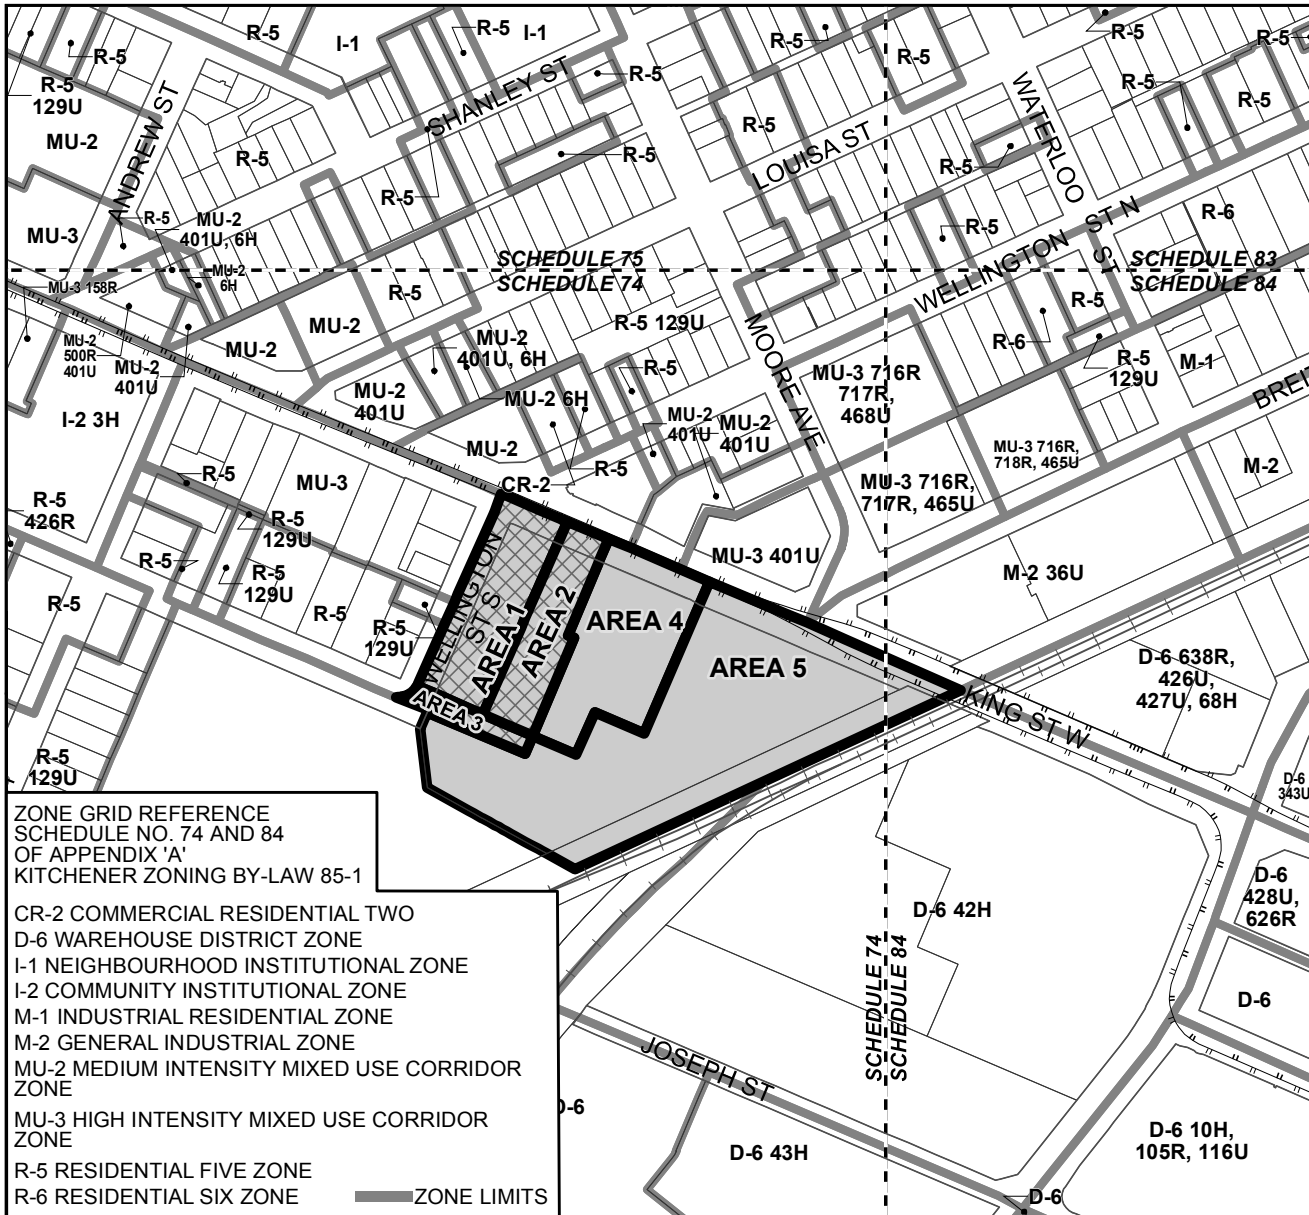 R-5
R-5
I-1
R-5
I-1
R-5
R-5
R-5
R-5
R-5
129U
MU-2
ANDREW ST
R-5
SHANLEY ST
R-5
R-5
R-5
R-5
LOUISA ST
R-5
WATERLOO
ST
R-5
R-5
R-5
R-6
WELLINGTON ST N
MU-3
R-5
MU-2
401U, 6H
MU-2
6H
SCHEDULE 75
SCHEDULE 74
SCHEDULE 83
SCHEDULE 84
MU-3 158R
R-5
MU-2
R-5 129U
MOORE AVE
R-5
R-6
R-5
129U
M-1
MU-2
500R
401U
MU-2
401U
MU-2
MU-2
401U, 6H
R-5
MU-2
401U
MU-2 6H
MU-3 716R
717R,
468U
I-2 3H
MU-2
401U
MU-2
401U
MU-2
R-5
MU-3 716R,
718R, 465U
M-2
R-5
MU-3
CR-2
MU-3 716R,
717R, 465U
R-5
426R
R-5
129U
R-5
R-5
129U
R-5
R-5
R-5
129U
WELLINGTON
ST S
MU-3 401U
M-2 36U
AREA 1
AREA 2
AREA 4
AREA 5
AREA 3
D-6 638R,
426U,
427U, 68H
KING ST W
R-5
129U
D-6
343U
ZONE GRID REFERENCE
SCHEDULE NO. 74 AND 84
OF APPENDIX 'A'
KITCHENER ZONING BY-LAW 85-1
CR-2 COMMERCIAL RESIDENTIAL TWO
D-6 WAREHOUSE DISTRICT ZONE
I-1 NEIGHBOURHOOD INSTITUTIONAL ZONE
I-2 COMMUNITY INSTITUTIONAL ZONE
M-1 INDUSTRIAL RESIDENTIAL ZONE
M-2 GENERAL INDUSTRIAL ZONE
MU-2 MEDIUM INTENSITY MIXED USE CORRIDOR
ZONE
MU-3 HIGH INTENSITY MIXED USE CORRIDOR
ZONE
R-5 RESIDENTIAL FIVE ZONE
R-6 RESIDENTIAL SIX ZONE
ZONE LIMITS
D-6 42H
D-6
428U,
626R
SCHEDULE 74
SCHEDULE 84
D-6
JOSEPH ST
D-6
D-6 43H
D-6 10H,
105R, 116U
D-6